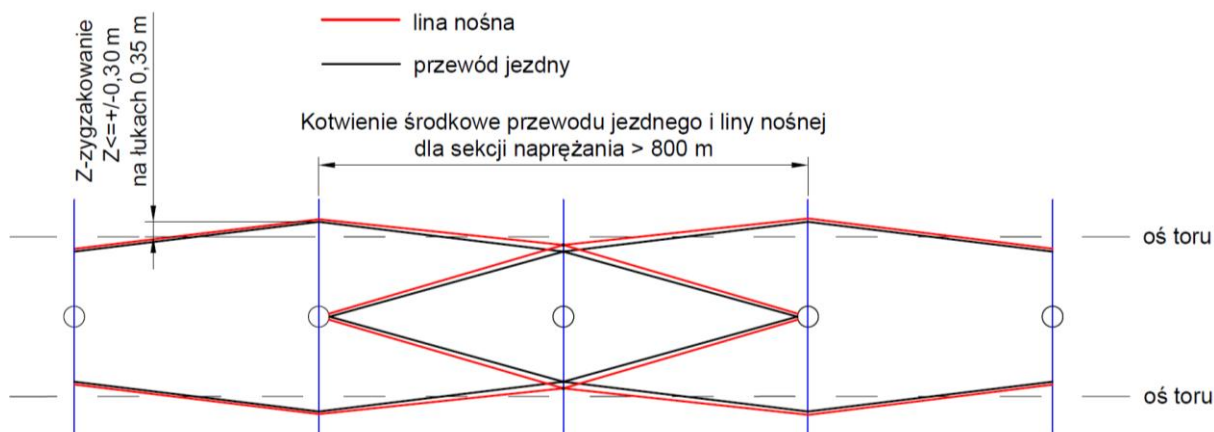 lina nośna
przewód jezdny
Z-zygzakowanie
Z<=+/-0,30 m
na łukach 0,35 m
Kotwienie środkowe przewodu jezdnego i liny nośnej
dla sekcji naprężania > 800 m
oś toru
oś toru